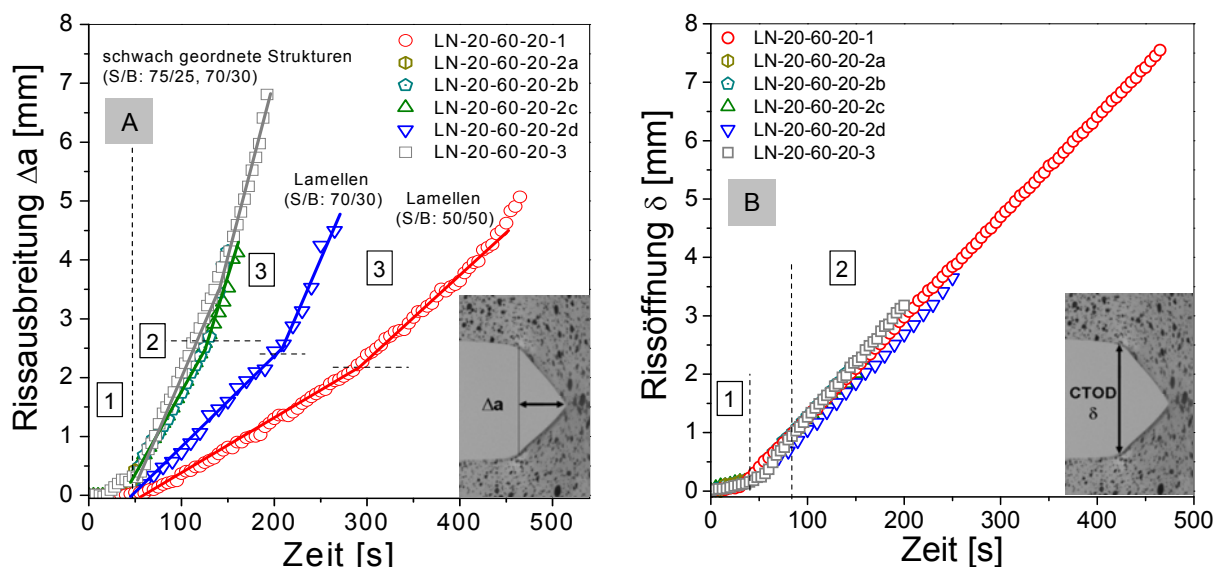 Rissausbreitung Δa [mm]
8
7
6
5
4
3
2
1
0
schwach geordnete Strukturen
(S/B: 75/25, 70/30)
A
LN-20-60-20-1
LN-20-60-20-2a
LN-20-60-20-2b
LN-20-60-20-2c
LN-20-60-20-2d
LN-20-60-20-3
Lamellen
(S/B: 70/30)
Lamellen
(S/B: 50/50)
3
3
2
1
Δa
0 100 200 300 400 500
Zeit [s]
Rissöffnung δ [mm]
8
7
6
5
4
3
2
1
0
LN-20-60-20-1
LN-20-60-20-2a
LN-20-60-20-2b
LN-20-60-20-2c
LN-20-60-20-2d
LN-20-60-20-3
B
2
1
CTOD
δ
0 100 200 300 400 500
Zeit [s]